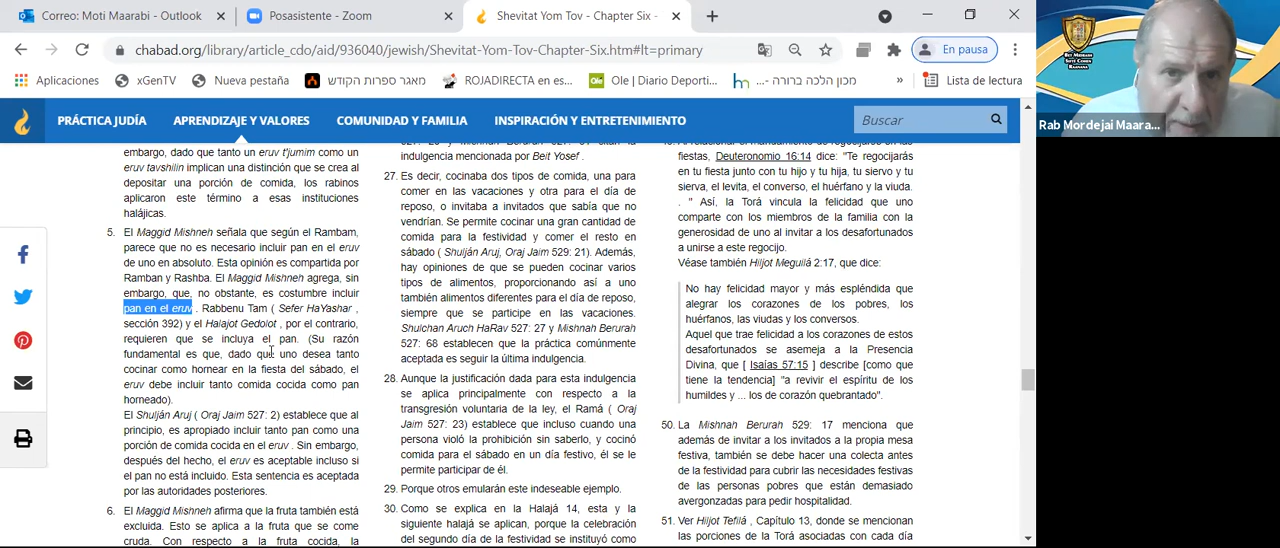 Correo: Moti Maarabi - Outlook
Posasistente - Zoom
Shevitat Yom Tov - Chapter Six -
chabad.org/library/article_cdo/aid/936040/jewish/Shevitat-Yom-Tov-Chapter-Six.htm#lt=primary
En pausa
Aplicaciones
xGenTV
Nueva pestaña
מאגר ספרות הקודש
ROJADIRECTA en es...
Ole | Diario Deporti...
מכון הלכה ברורה -...
»
Lista de lectura
PRÁCTICA JUDÍA
APRENDIZAJE Y VALORES
COMUNIDAD Y FAMILIA
INSPIRACIÓN Y ENTRETENIMIENTO
Buscar
embargo, dado que tanto un eruv t'jumim como un
eruv tavshilin implican una distinción que se crea al
depositar una porción de comida, los rabinos
aplicaron este término a esas instituciones
halájicas.
5. El Maggid Mishneh señala que según el Rambam,
parece que no es necesario incluir pan en el eruv
de uno en absoluto. Esta opinión es compartida por
Ramban y Rashba. El Maggid Mishneh agrega, sin
embargo, que, no obstante, es costumbre incluir
pan en el eruv . Rabbenu Tam ( Sefer HaYashar ,
sección 392) y el Halajot Gedolot , por el contrario,
requieren que se incluya el pan. (Su razón
fundamental es que, dado que uno desea tanto
cocinar como hornear en la fiesta del sábado, el
eruv debe incluir tanto comida cocida como pan
horneado).
El Shulján Aruj ( Oraj Jaim 527: 2) establece que al
principio, es apropiado incluir tanto pan como una
porción de comida cocida en el eruv . Sin embargo,
después del hecho, el eruv es aceptable incluso si
el pan no está incluido. Esta sentencia es aceptada
por las autoridades posteriores.
6. El Maggid Mishneh afirma que la fruta también está
excluida. Esto se aplica a la fruta que se come
cruda. Con respecto a la fruta cocida, la
indulgencia mencionada por Beit Yosef .
27. Es decir, cocinaba dos tipos de comida, una para
comer en las vacaciones y otra para el día de
reposo, o invitaba a invitados que sabía que no
vendrían. Se permite cocinar una gran cantidad de
comida para la festividad y comer el resto en
sábado ( Shulján Aruj, Oraj Jaim 529: 21). Además,
hay opiniones de que se pueden cocinar varios
tipos de alimentos, proporcionando así a uno
también alimentos diferentes para el día de reposo,
siempre que se participe en las vacaciones.
Shulchan Aruch HaRav 527: 27 y Mishnah Berurah
527: 68 establecen que la práctica comúnmente
aceptada es seguir la última indulgencia.
28. Aunque la justificación dada para esta indulgencia
se aplica principalmente con respecto a la
transgresión voluntaria de la ley, el Ramá ( Oraj
Jaim 527: 23) establece que incluso cuando una
persona violó la prohibición sin saberlo, y cocinó
comida para el sábado en un día festivo, él se le
permite participar de él.
29. Porque otros emularán este indeseable ejemplo.
30. Como se explica en la Halajá 14, esta y la
siguiente halajá se aplican, porque la celebración
del segundo día de la festividad se instituyó como
fiestas, Deuteronomio 16:14 dice: "Te regocijarás
en tu fiesta junto con tu hijo y tu hija, tu siervo y tu
sierva, el levita, el converso, el huérfano y la viuda.
. " Así, la Torá vincula la felicidad que uno
comparte con los miembros de la familia con la
generosidad de uno al invitar a los desafortunados
a unirse a este regocijo.
Véase también Hiljot Meguilá 2:17, que dice:
No hay felicidad mayor y más espléndida que
alegrar los corazones de los pobres, los
huérfanos, las viudas y los conversos.
Aquel que trae felicidad a los corazones de estos
desafortunados se asemeja a la Presencia
Divina, que [ Isaías 57:15 ] describe [como que
tiene la tendencia] "a revivir el espíritu de los
humildes y ... los de corazón quebrantado".
50. La Mishnah Berurah 529: 17 menciona que
además de invitar a los invitados a la propia mesa
festiva, también se debe hacer una colecta antes
de la festividad para cubrir las necesidades festivas
de las personas pobres que están demasiado
avergonzadas para pedir hospitalidad.
51. Ver Hiljot Tefilá , Capítulo 13, donde se mencionan
las porciones de la Torá asociadas con cada día
Rab Mordejai Maara...